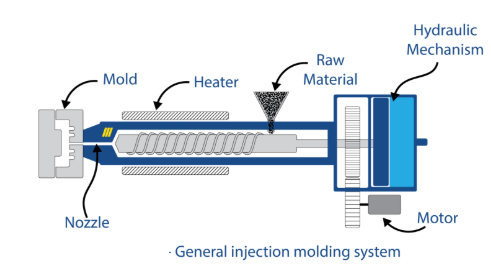 Hydraulic
Mechanism
Raw
Material
Mold
Heater
Nozzle
Motor
· General injection molding system